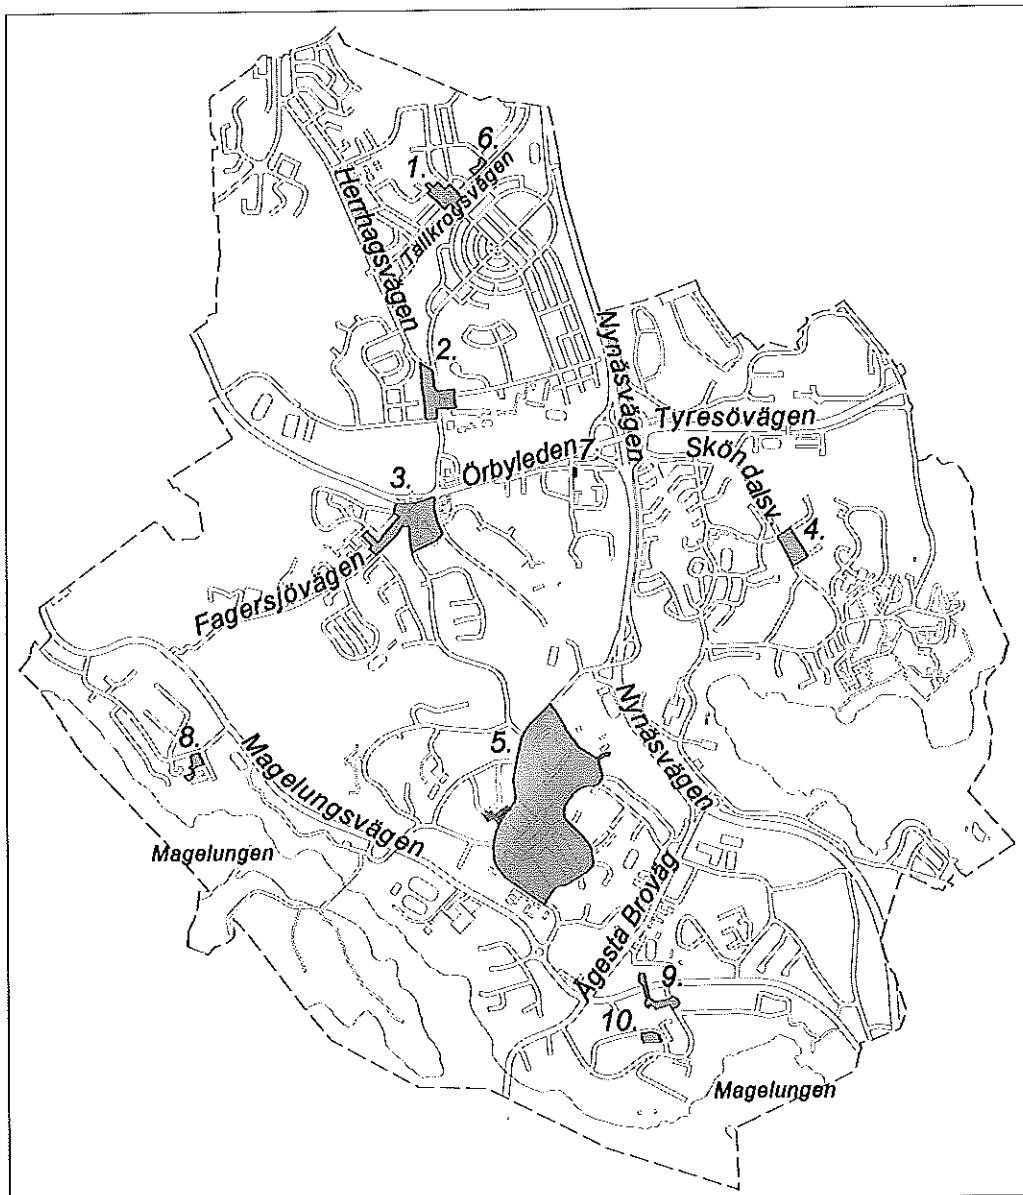 6.
1.
Tallkrogsvägen
Herrhagsvägen
2.
Nynäsvägen
Tyresövägen
Sköndalsv.
Örbyleden
7.
3.
4.
Fagersjövägen
Nynäsvägen
5.
8.
Magelungsvägen
Magelungen
Ågesta Broväg
9.
10.
Magelungen